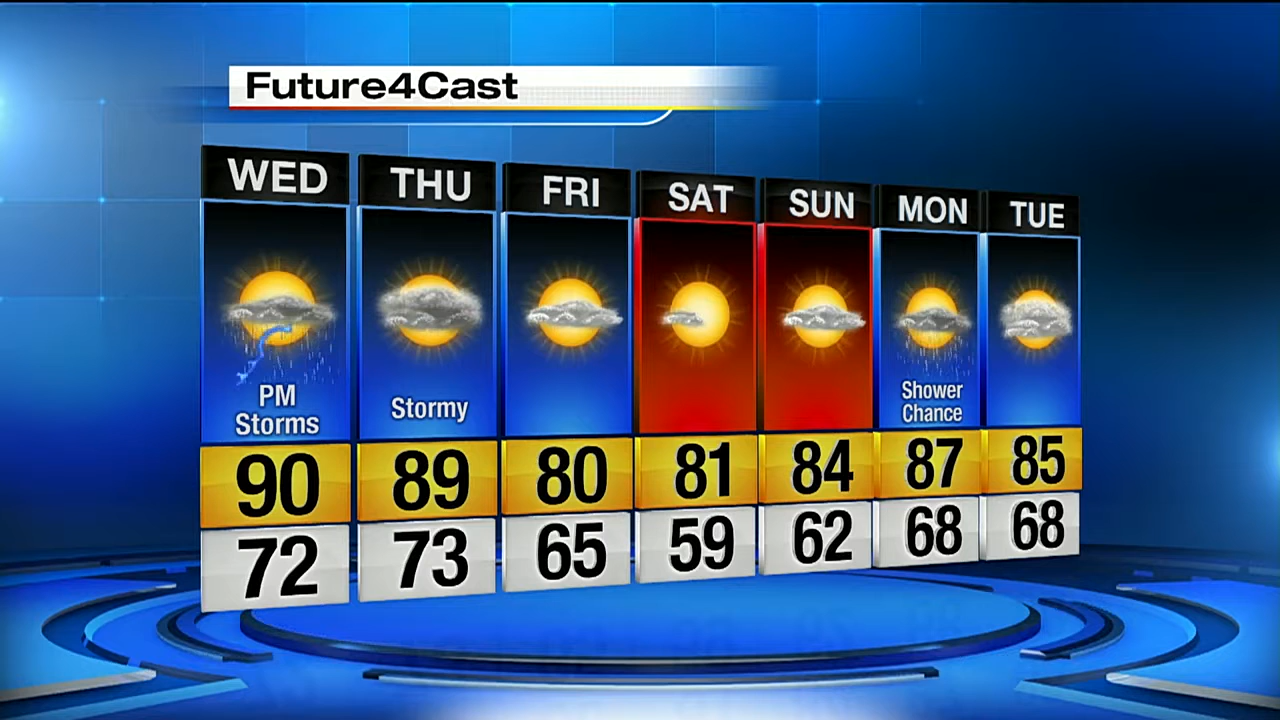 Future4Cast
WED THU FRI SAT SUN MON TUE
PM
Storms
Stormy
Shower
Chance
90 89 80 81 84 87 85
72 73 65 59 62 68 68